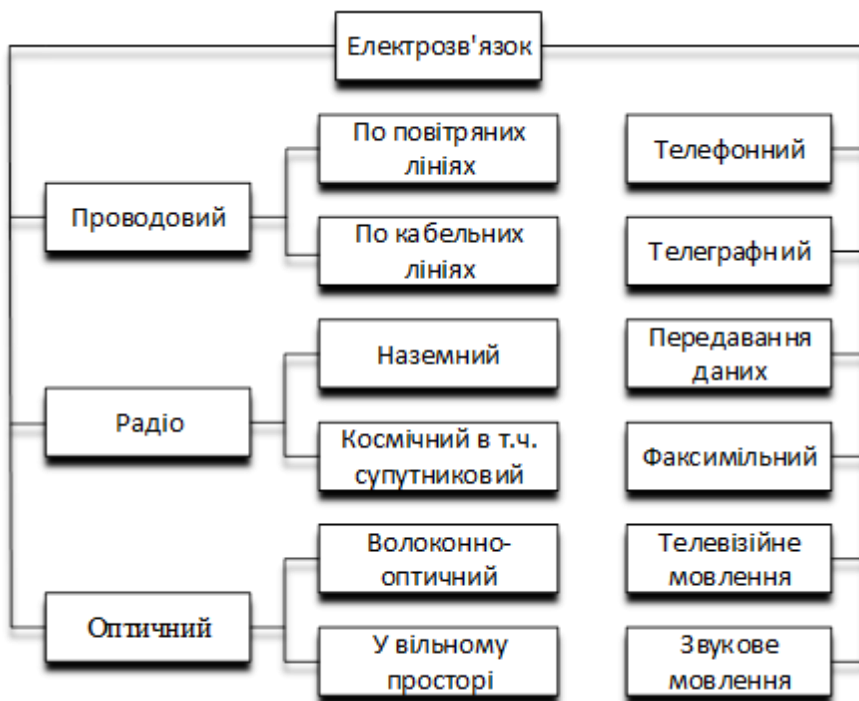 Електрозв'язок
По повітряних
лініях
Телефонний
Проводовий
По кабельних
лініях
Телеграфний
Наземний
Передавання
даних
Радіо
Космічний в т.ч.
супутниковий
Факсимільний
Волоконно-
оптичний
Телевізійне
мовлення
Оптичний
У вільному
просторі
Звукове
мовлення